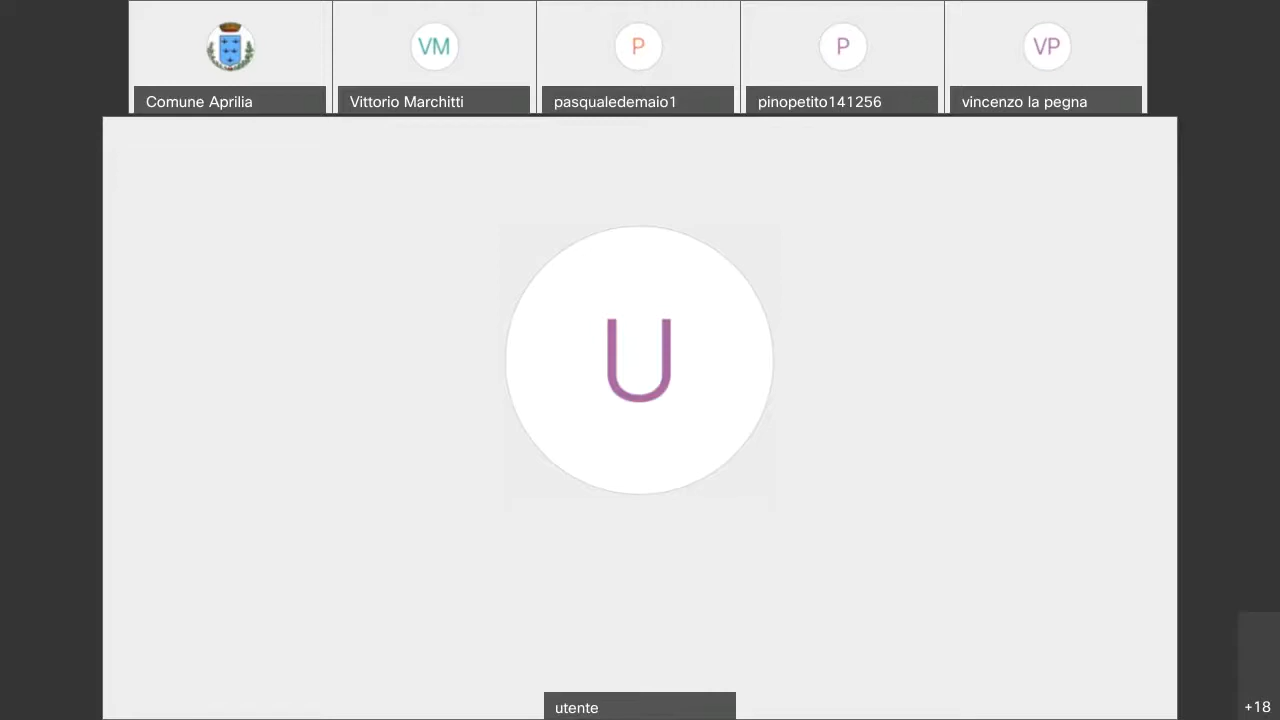 VM
P
P
VP
Comune Aprilia
Vittorio Marchitti
pasqualedemaio1
pinopetito141256
vincenzo la pegna
U
utente
+18